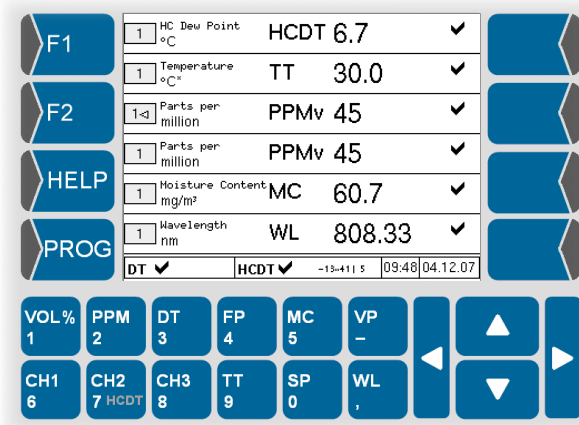 F1
F2
HELP
PROG
1 HC Dew Point °C HCDT 6.7 ✔
1 Temperature °C* TT 30.0 ✔
1◁ Parts per million PPMv 45 ✔
1 Parts per million PPMv 45 ✔
1 Moisture Content mg/m³ MC 60.7 ✔
1 Wavelength nm WL 808.33 ✔
DT ✔ HCDT ✔ -13-41| 5 09:48 04.12.07
VOL% PPM DT FP MC VP
1 2 3 4 5 –
CH1 CH2 CH3 TT SP WL
6 7 HCDT 8 9 0 ,